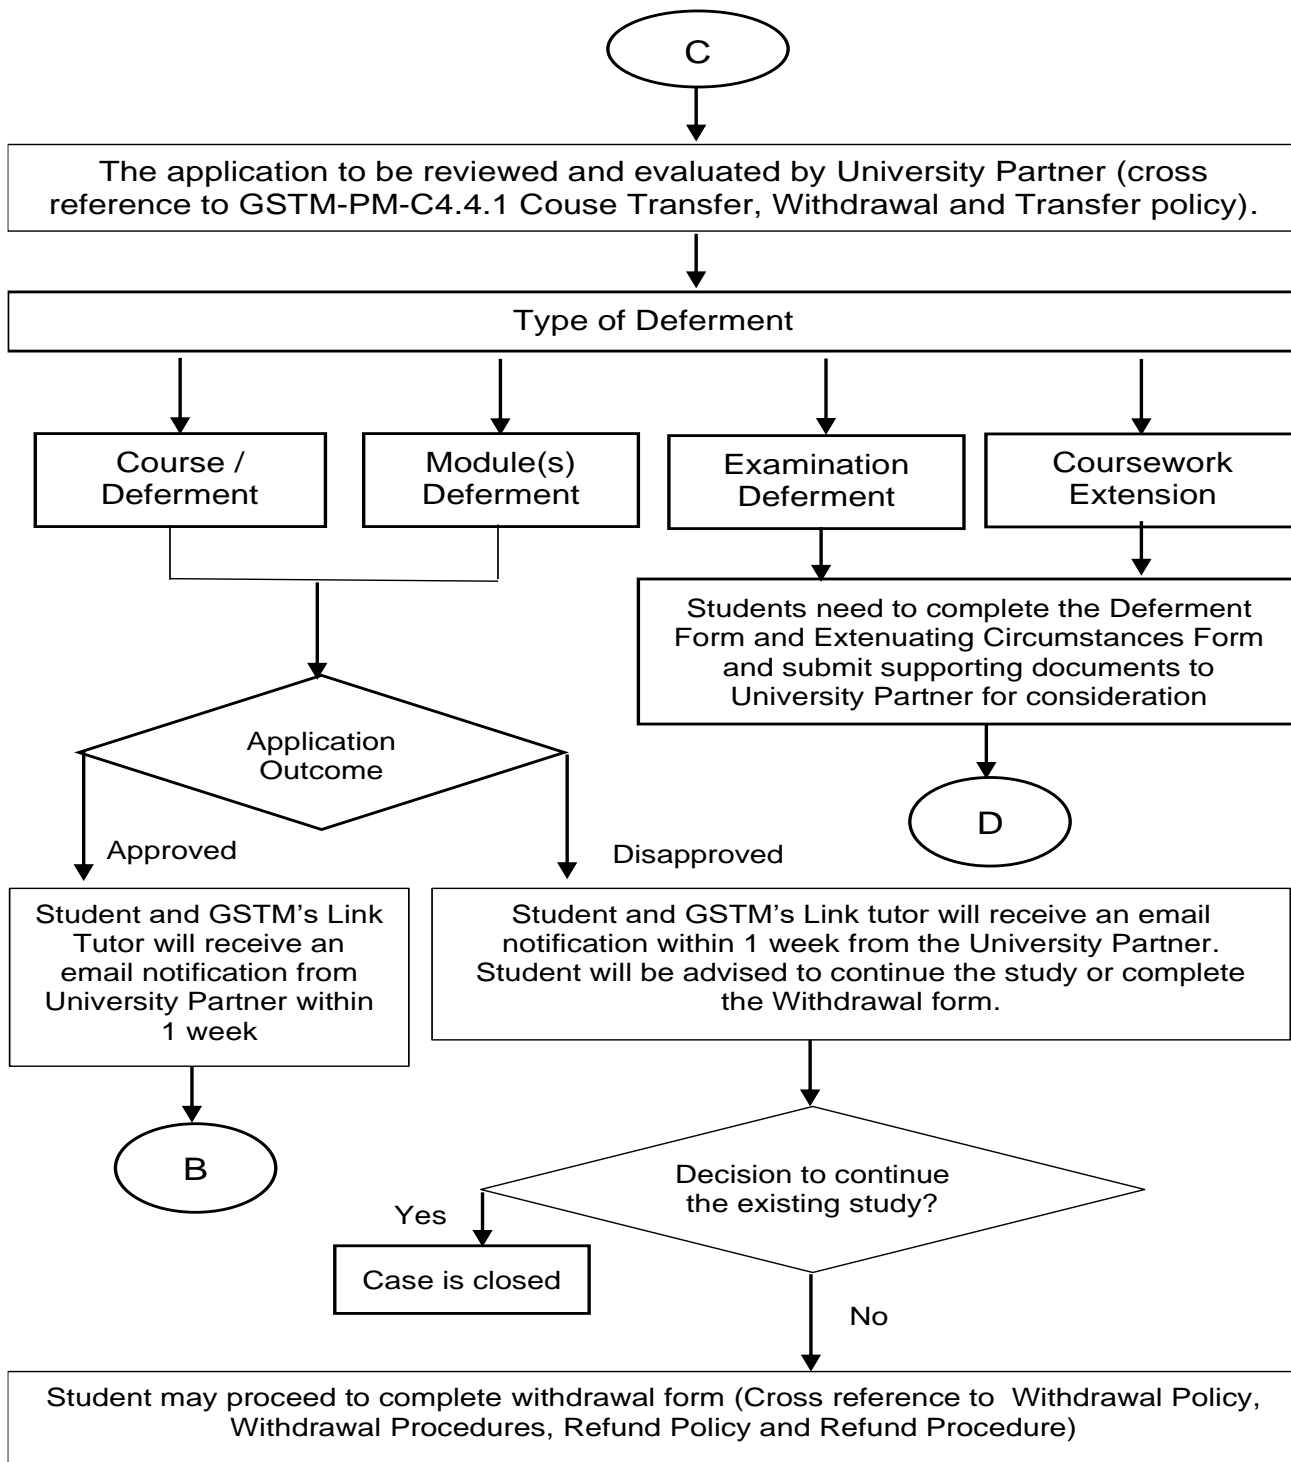 C
The application to be reviewed and evaluated by University Partner (cross
reference to GSTM-PM-C4.4.1 Couse Transfer, Withdrawal and Transfer policy).
Type of Deferment
Course /
Deferment
Module(s)
Deferment
Examination
Deferment
Coursework
Extension
Students need to complete the Deferment
Form and Extenuating Circumstances Form
and submit supporting documents to
University Partner for consideration
Application
Outcome
D
Approved
Disapproved
Student and GSTM’s Link
Tutor will receive an
email notification from
University Partner within
1 week
Student and GSTM’s Link tutor will receive an email
notification within 1 week from the University Partner.
Student will be advised to continue the study or complete
the Withdrawal form.
B
Decision to continue
the existing study?
Yes
Case is closed
No
Student may proceed to complete withdrawal form (Cross reference to Withdrawal Policy,
Withdrawal Procedures, Refund Policy and Refund Procedure)